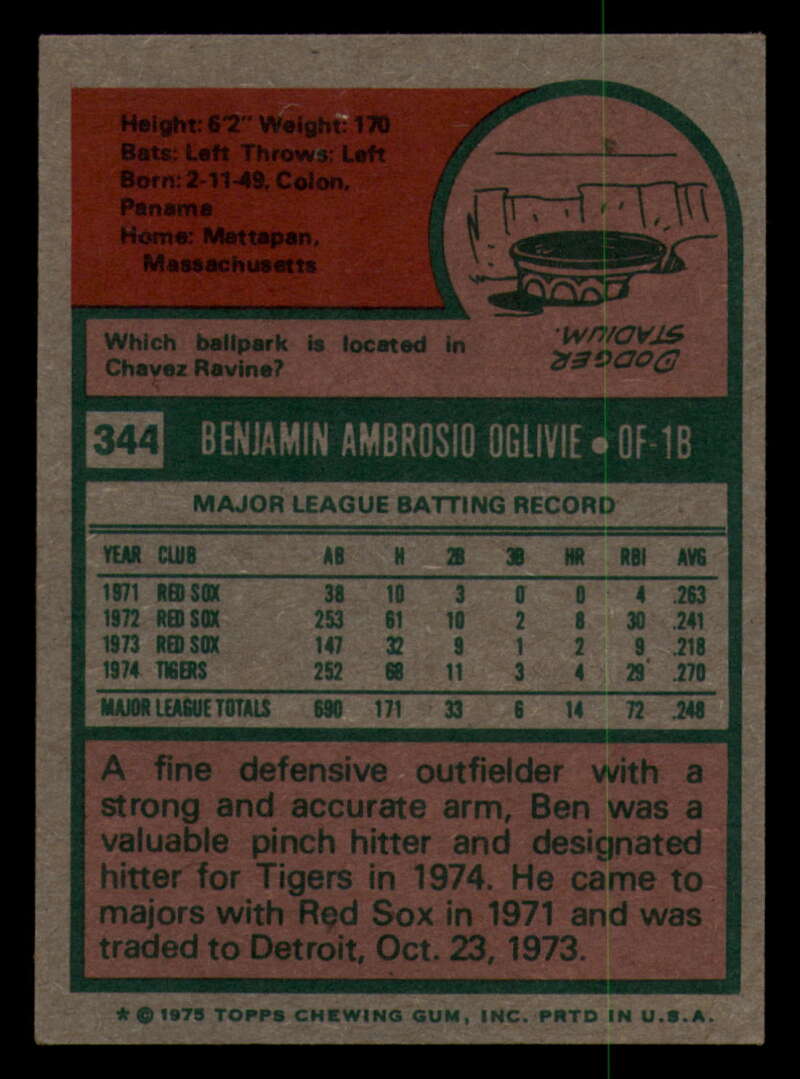 Height: 6'2" Weight: 170
Bats: Left Throws: Left
Born: 2-11-49, Colon,
Panama
Home: Mattapan,
Massachusetts
Which ballpark is located in
Chavez Ravine?
DODGER
STADIUM.
344 BENJAMIN AMBROSIO OGLIVIE • OF-1B
MAJOR LEAGUE BATTING RECORD
YEAR CLUB AB H 2B 3B HR RBI AVG
1971 RED SOX 38 10 3 0 0 4 .263
1972 RED SOX 253 61 10 2 8 30 .241
1973 RED SOX 147 32 9 1 2 9 .218
1974 TIGERS 252 68 11 3 4 29 .270
MAJOR LEAGUE TOTALS 690 171 33 6 14 72 .248
A fine defensive outfielder with a
strong and accurate arm, Ben was a
valuable pinch hitter and designated
hitter for Tigers in 1974. He came to
majors with Red Sox in 1971 and was
traded to Detroit, Oct. 23, 1973.
* © 1975 TOPPS CHEWING GUM, INC. PRTD IN U.S.A.